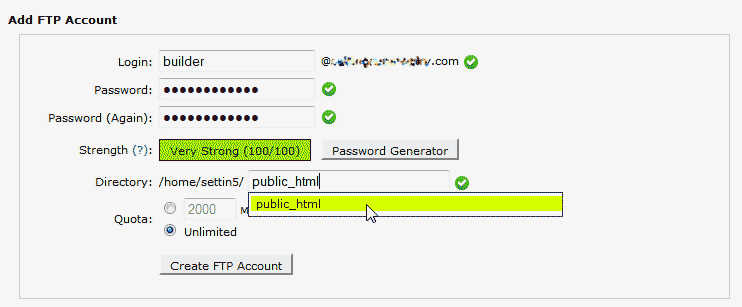 Add FTP Account
Login: builder @ .com
Password: ••••••••••••
Password (Again): ••••••••••••
Strength (?): Very Strong (100/100) Password Generator
Directory: /home/settin5/ public_html
public_html
Quota: 2000 M
Unlimited
Create FTP Account